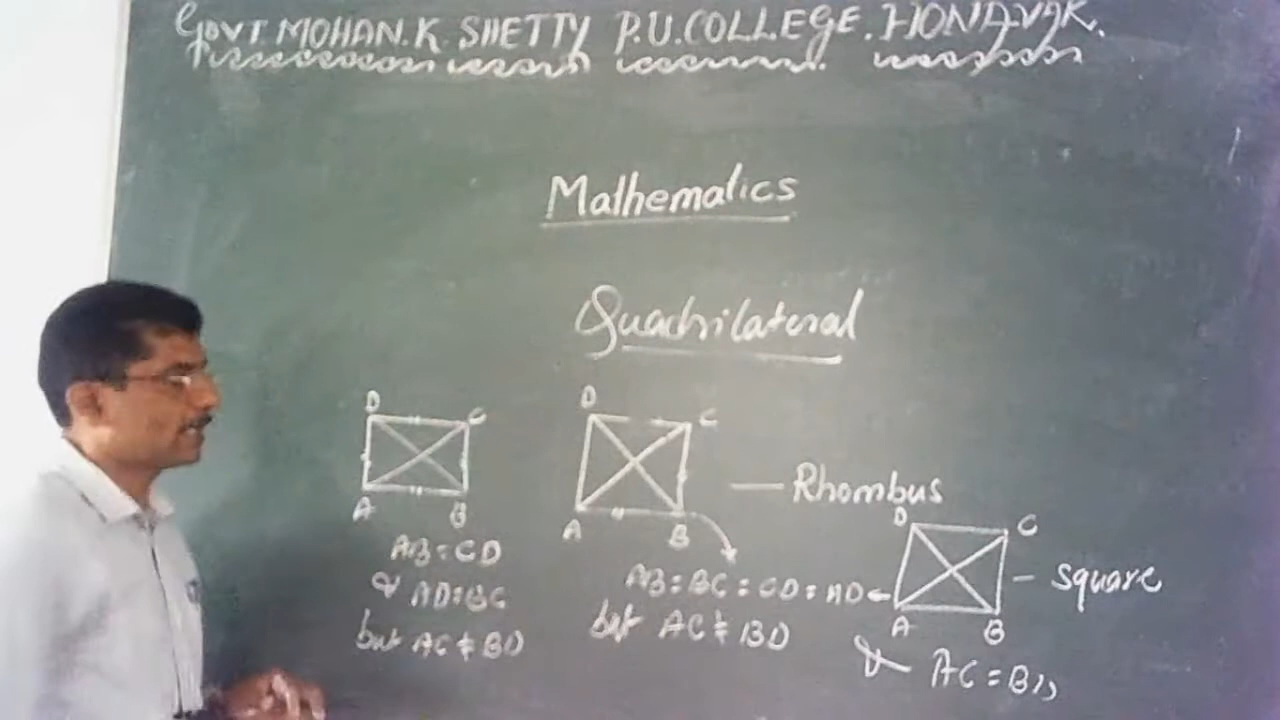 GOVT MOHAN.K. SHETTY P.U.COLLEGE. HONAVAR.
Mathematics
Quadrilateral
D C
A B
AB = CD
& AD = BC
but AC ≠ BD
D C
A B
— Rhombus
AB = BC = CD = AD
but AC ≠ BD
D C
A B
— square
& AC = BD